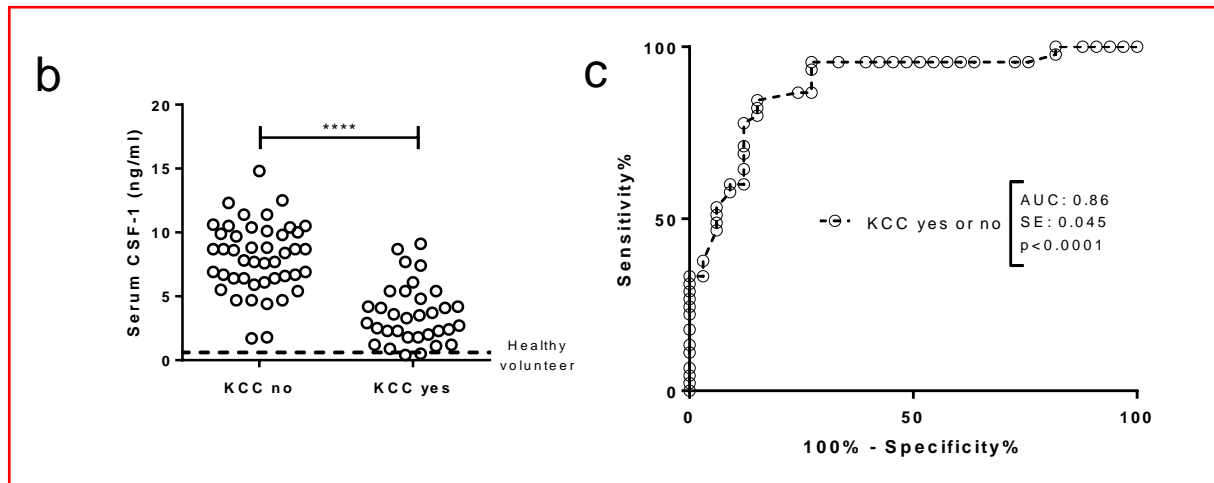 b
20
15
10
5
0
Serum CSF-1 (ng/ml)
****
Healthy
volunteer
KCC no
KCC yes
c
100
50
0
Sensitivity%
KCC yes or no
AUC: 0.86
SE: 0.045
p<0.0001
0
50
100
100% - Specificity%